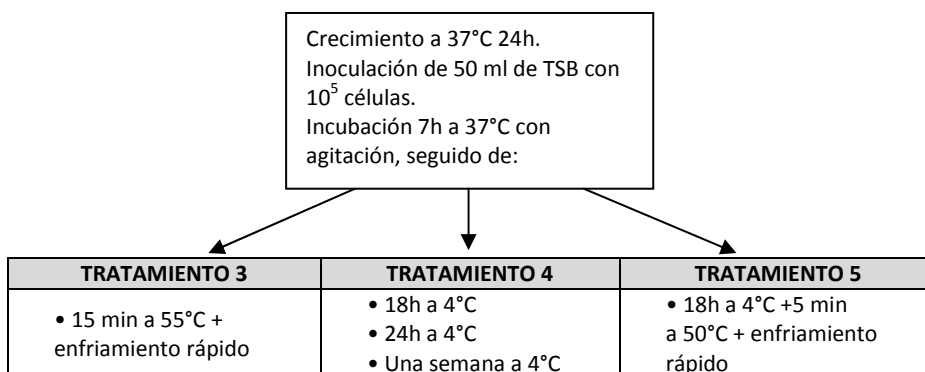 Crecimiento a 37°C 24h.
Inoculación de 50 ml de TSB con
10⁵ células.
Incubación 7h a 37°C con
agitación, seguido de:
TRATAMIENTO 3
• 15 min a 55°C +
enfriamiento rápido
TRATAMIENTO 4
• 18h a 4°C
• 24h a 4°C
• Una semana a 4°C
TRATAMIENTO 5
• 18h a 4°C +5 min
a 50°C + enfriamiento
rápido